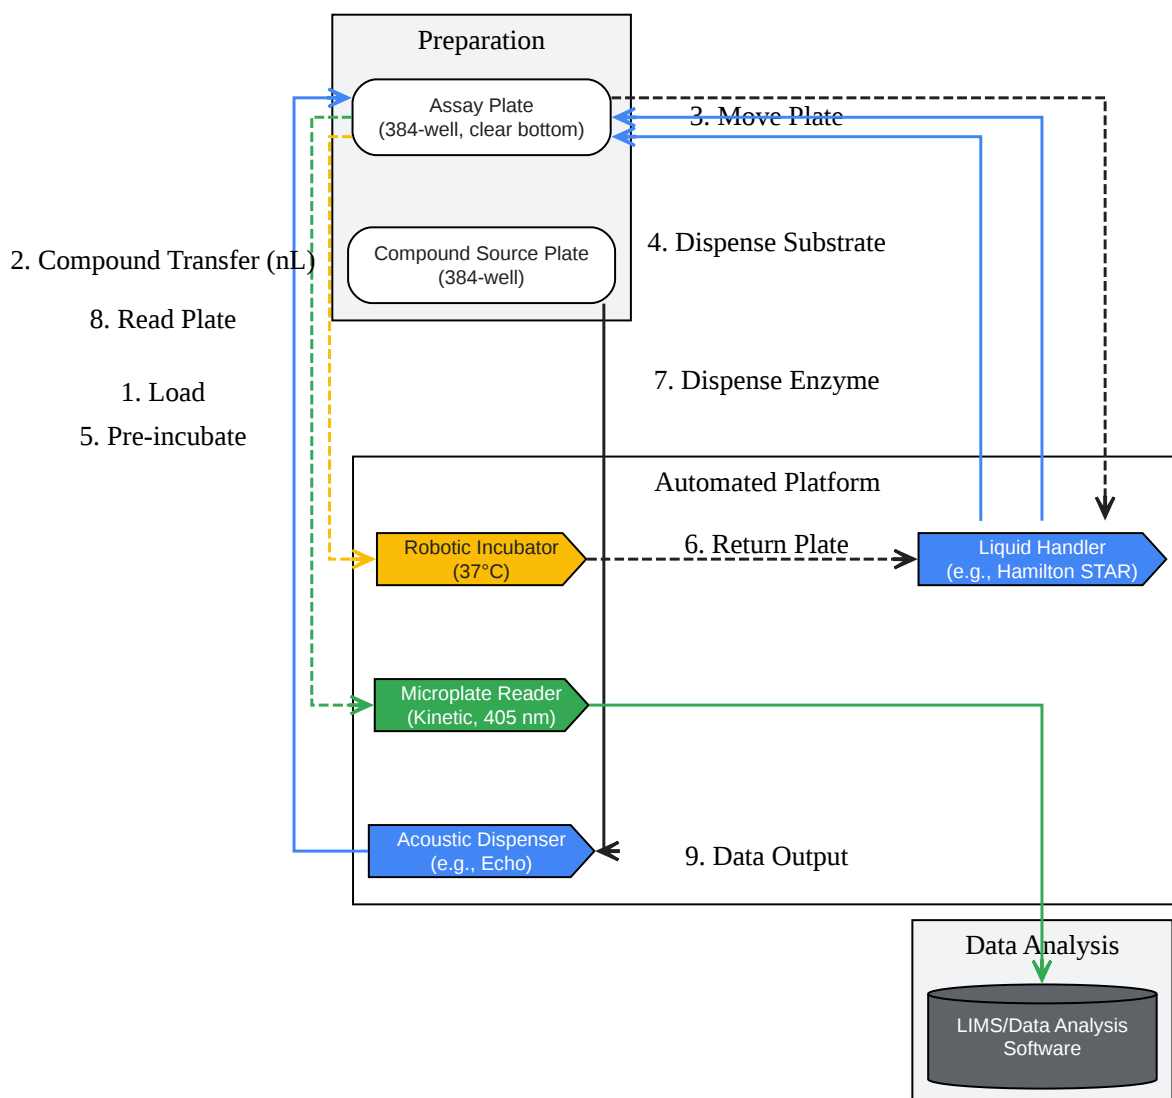 Preparation
Assay Plate
(384-well, clear bottom)
3. Move Plate
Compound Source Plate
(384-well)
4. Dispense Substrate
2. Compound Transfer (nL)
8. Read Plate
7. Dispense Enzyme
1. Load
5. Pre-incubate
Automated Platform
Robotic Incubator
(37°C)
6. Return Plate
Liquid Handler
(e.g., Hamilton STAR)
Microplate Reader
(Kinetic, 405 nm)
Acoustic Dispenser
(e.g., Echo)
9. Data Output
Data Analysis
LIMS/Data Analysis
Software